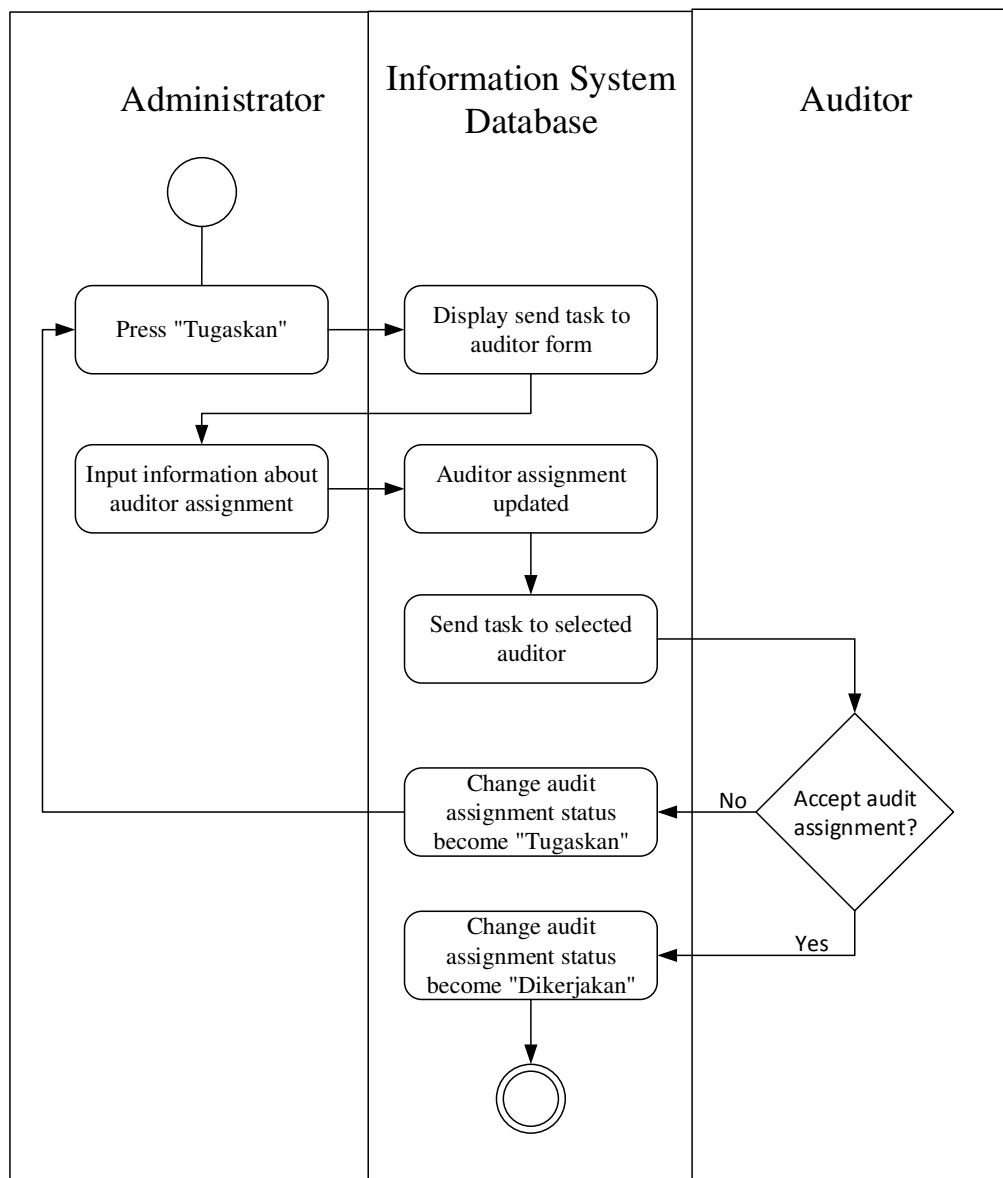 Administrator
Information System
Database
Auditor
Press "Tugaskan"
Display send task to
auditor form
Input information about
auditor assignment
Auditor assignment
updated
Send task to selected
auditor
Accept audit
assignment?
No
Change audit
assignment status
become "Tugaskan"
Yes
Change audit
assignment status
become "Dikerjakan"